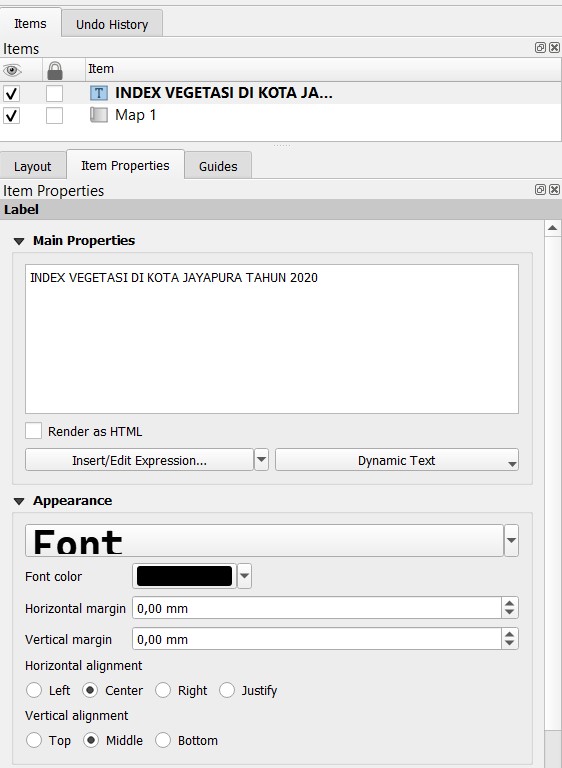 Items Undo History
Items
Item
T INDEX VEGETASI DI KOTA JA...
Map 1
Layout Item Properties Guides
Item Properties
Label
Main Properties
INDEX VEGETASI DI KOTA JAYAPURA TAHUN 2020
Render as HTML
Insert/Edit Expression... Dynamic Text
Appearance
Font
Font color
Horizontal margin 0,00 mm
Vertical margin 0,00 mm
Horizontal alignment
Left Center Right Justify
Vertical alignment
Top Middle Bottom